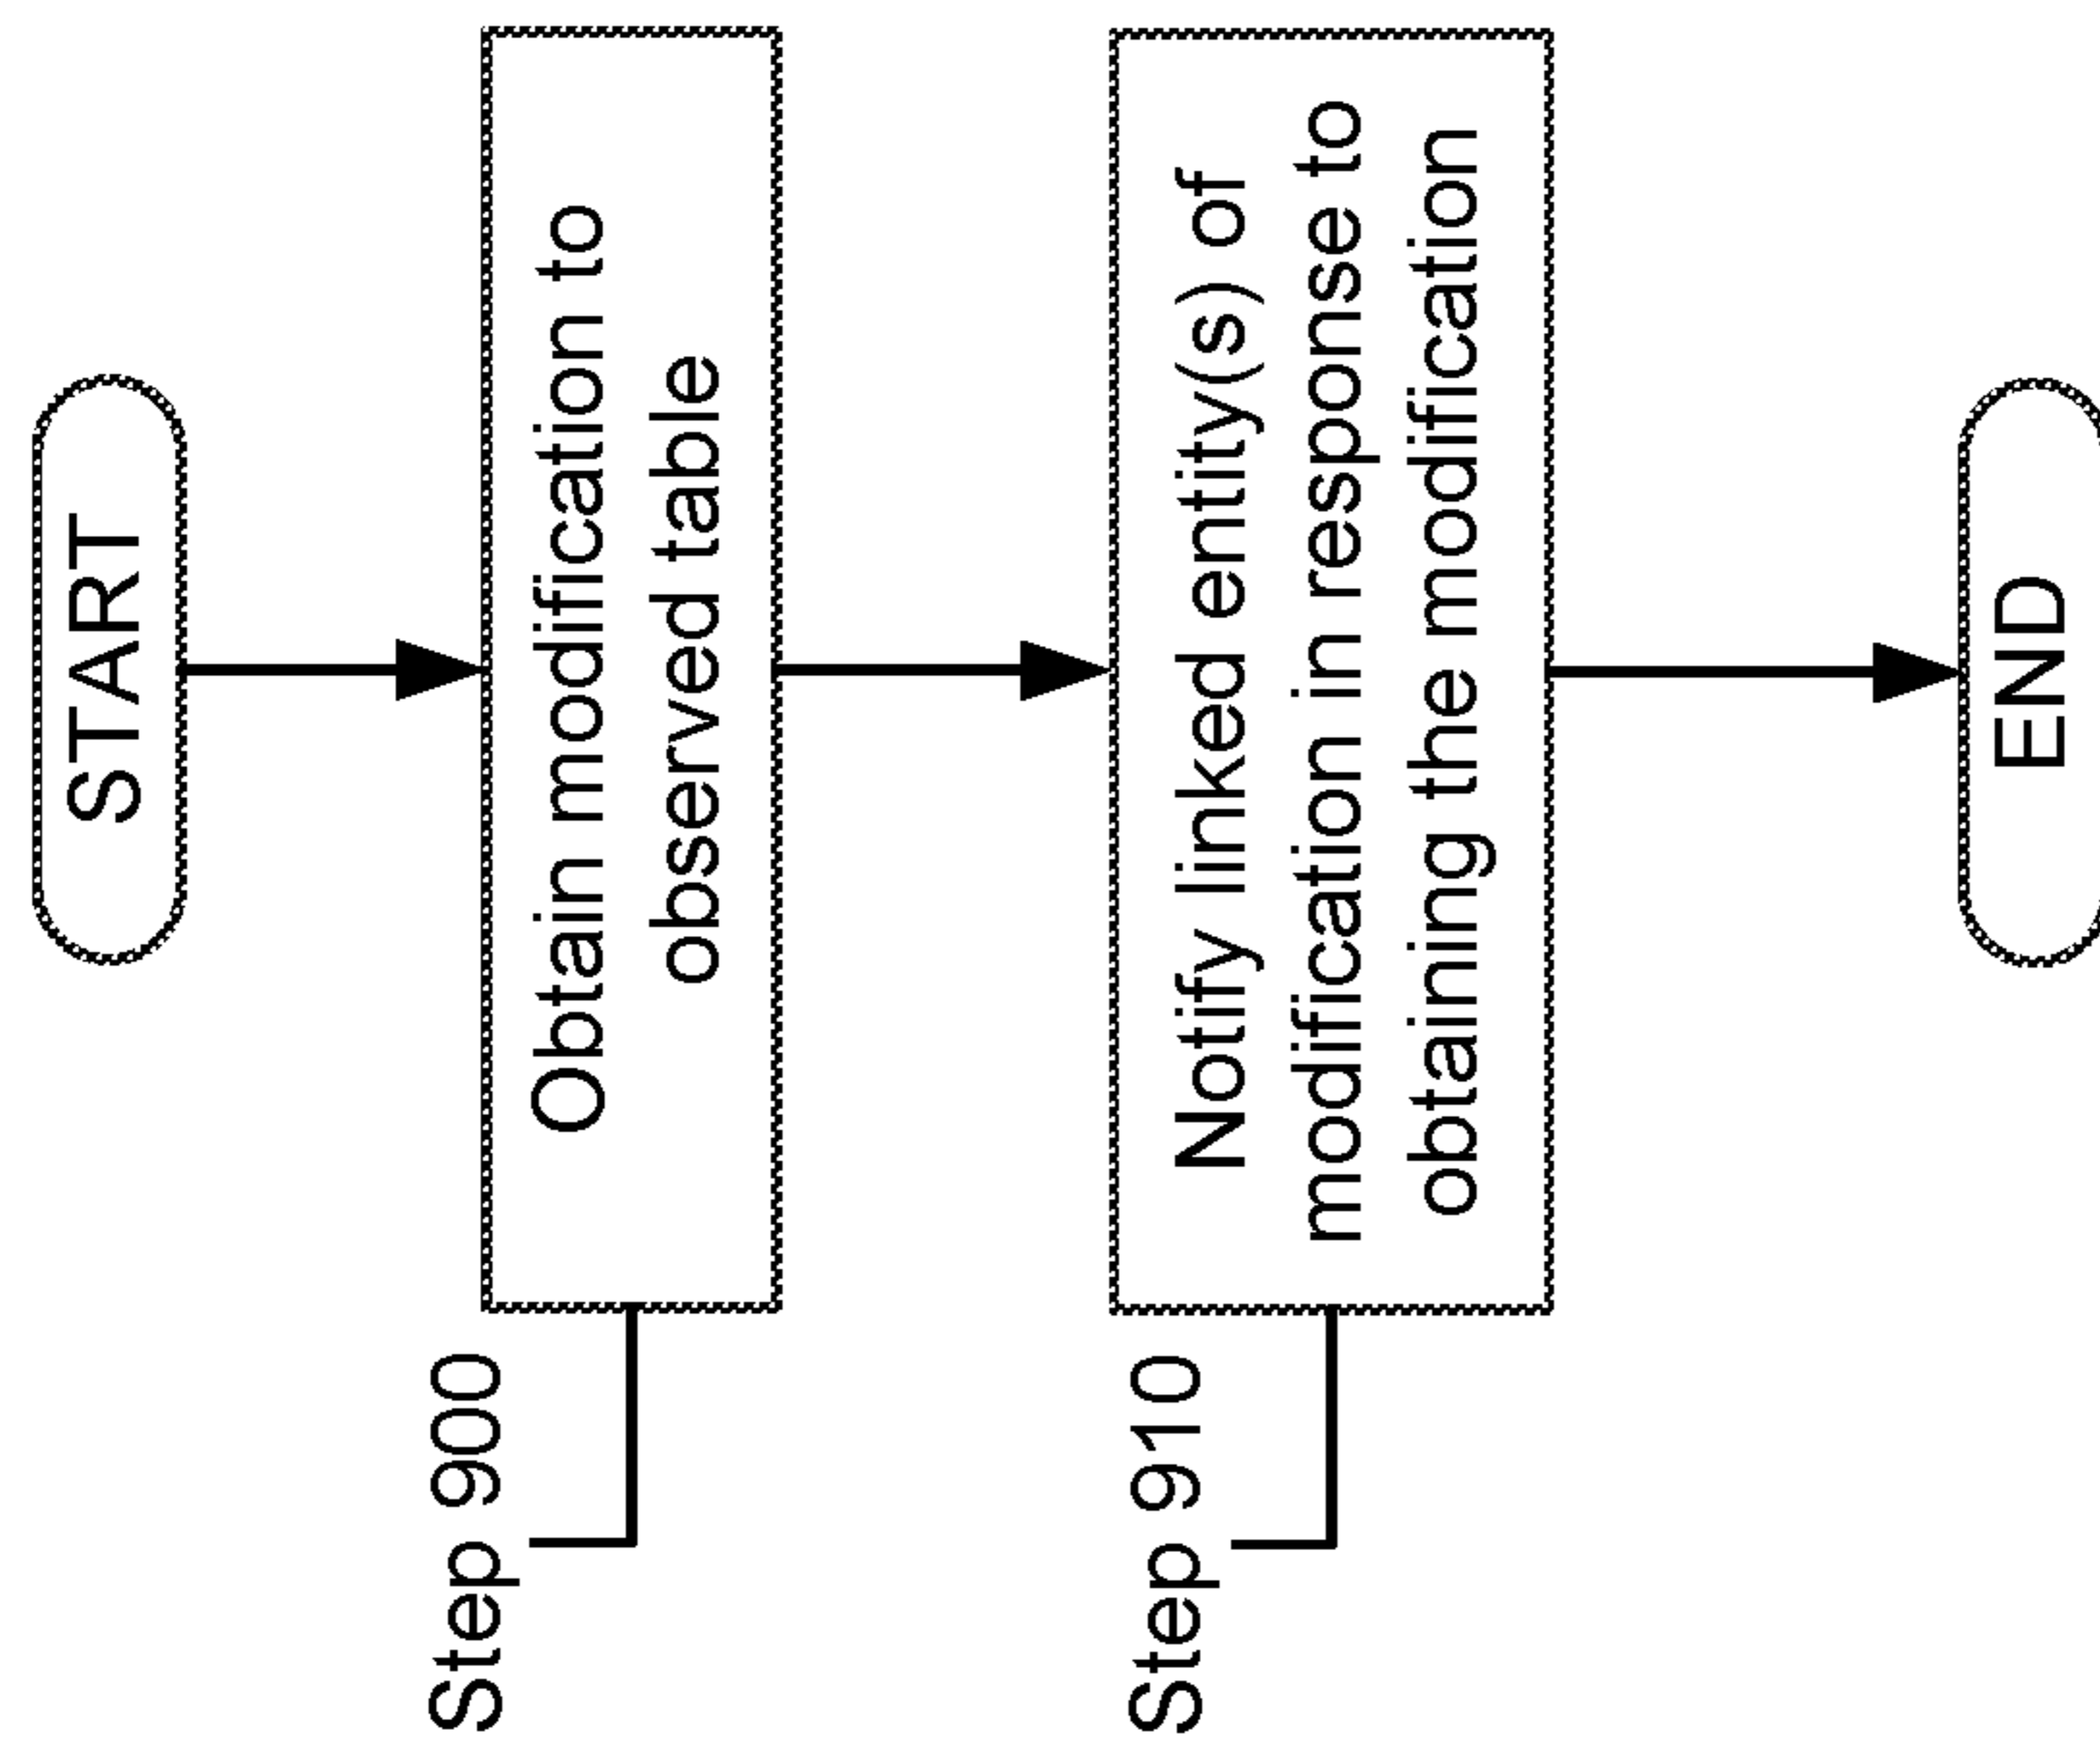 START
Step 900
Obtain modification to
observed table
Step 910
Notify linked entity(s) of
modification in response to
obtaining the modification
END